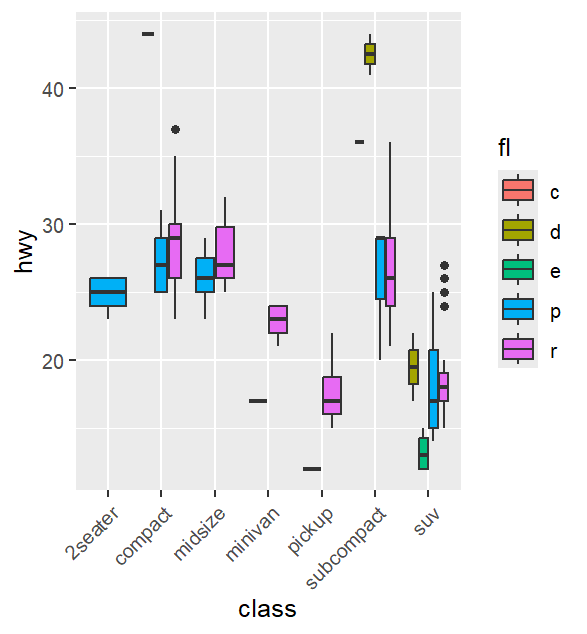 hwy
40
30
20
2seater
compact
midsize
minivan
pickup
subcompact
suv
class
fl
c
d
e
p
r